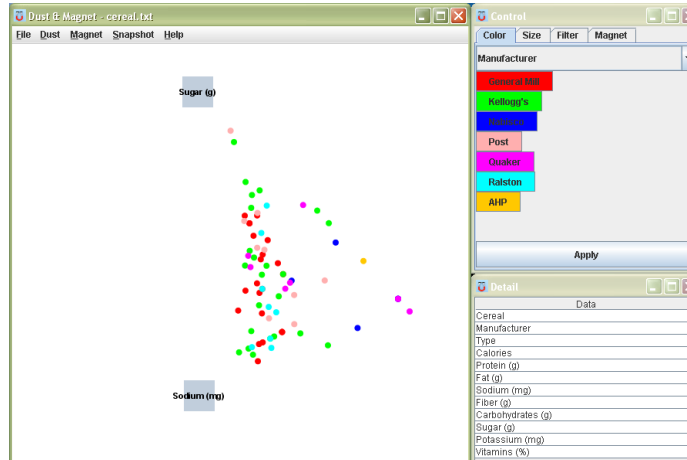 Dust & Magnet - cereal.txt
File Dust Magnet Snapshot Help
Sugar (g)
Sodium (mg)
Control
Color Size Filter Magnet
Manufacturer
General Mill
Kellogg's
Nabisco
Post
Quaker
Ralston
AHP
Apply
Detail
Data
Cereal
Manufacturer
Type
Calories
Protein (g)
Fat (g)
Sodium (mg)
Fiber (g)
Carbohydrates (g)
Sugar (g)
Potassium (mg)
Vitamins (%)